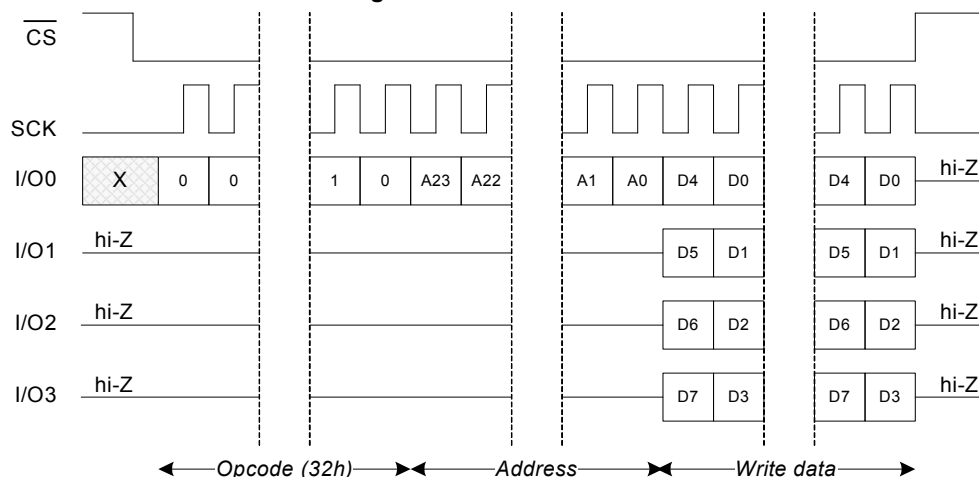 CS
SCK
I/O0 X 0 0 1 0 A23 A22 A1 A0 D4 D0 D4 D0 hi-Z
I/O1 hi-Z D5 D1 D5 D1 hi-Z
I/O2 hi-Z D6 D2 D6 D2 hi-Z
I/O3 hi-Z D7 D3 D7 D3 hi-Z
Opcode (32h) Address Write data